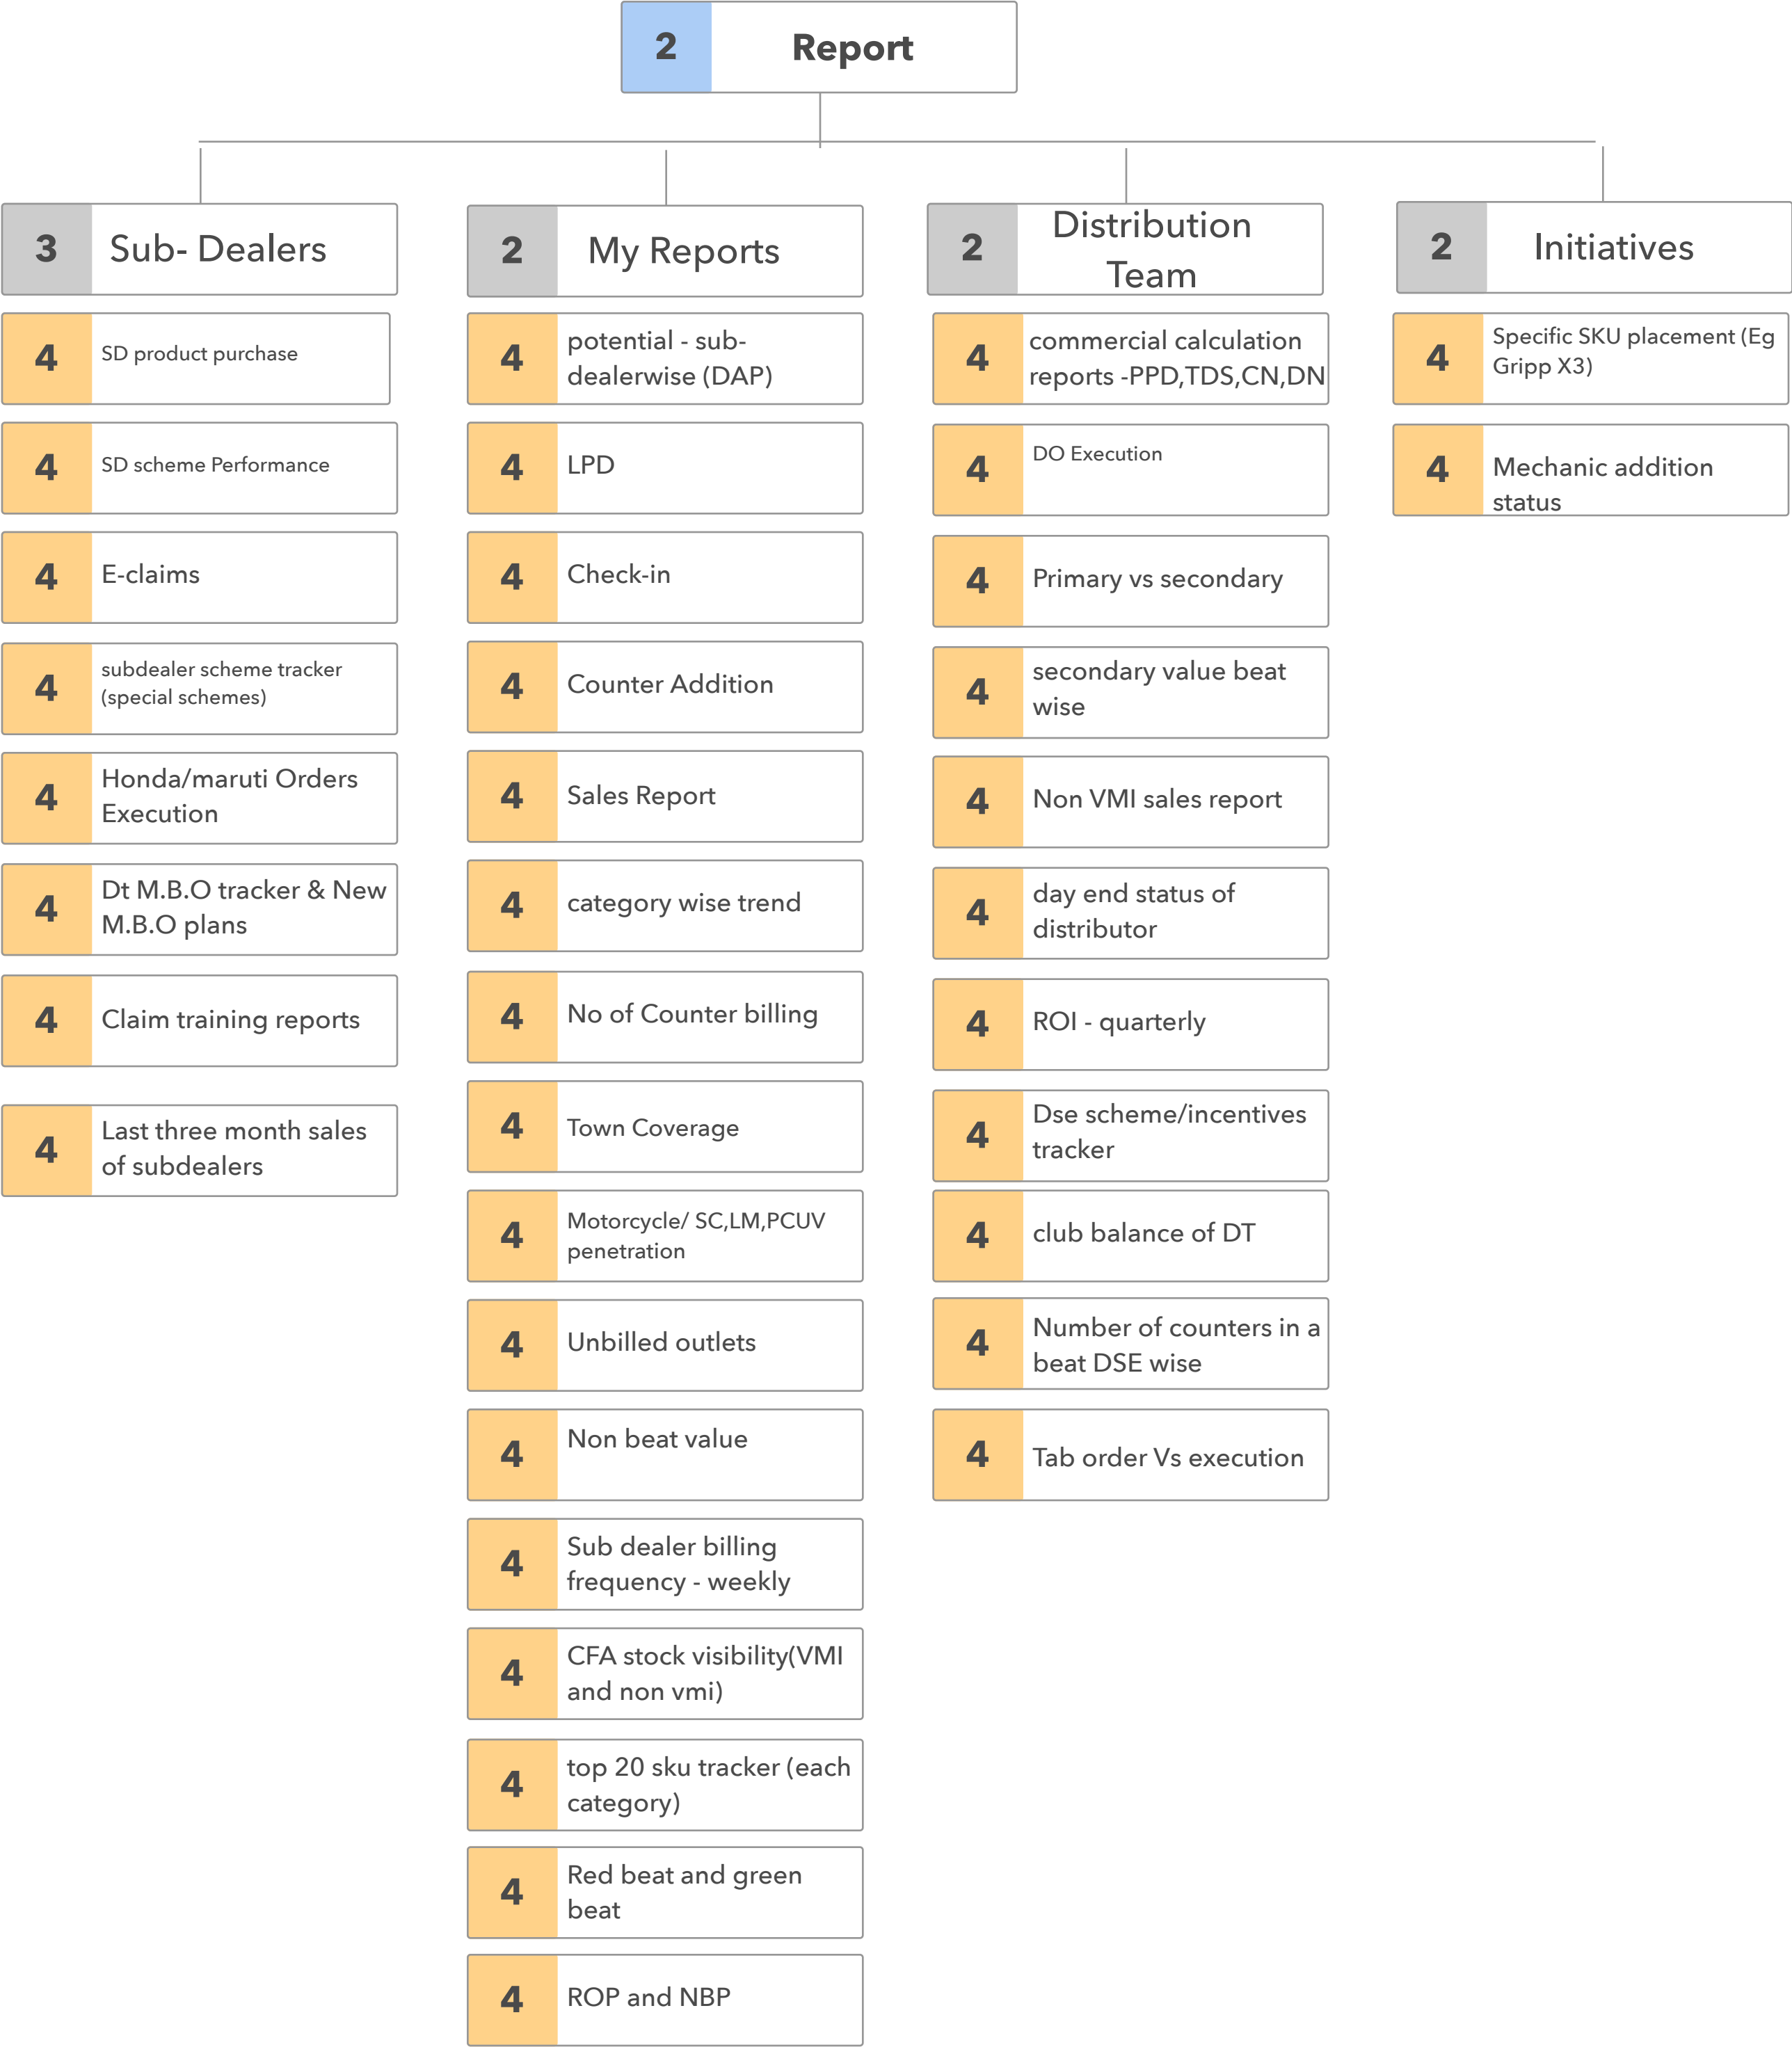 2
Report
3
Sub- Dealers
4
SD product purchase
4
SD scheme Performance
4
E-claims
4
subdealer scheme tracker
(special schemes)
4
Honda/maruti Orders
Execution
4
Dt M.B.O tracker & New
M.B.O plans
4
Claim training reports
4
Last three month sales
of subdealers
2
My Reports
4
potential - sub-
dealerwise (DAP)
4
LPD
4
Check-in
4
Counter Addition
4
Sales Report
4
category wise trend
4
No of Counter billing
4
Town Coverage
4
Motorcycle/ SC,LM,PCUV
penetration
4
Unbilled outlets
4
Non beat value
4
Sub dealer billing
frequency - weekly
4
CFA stock visibility(VMI
and non vmi)
4
top 20 sku tracker (each
category)
4
Red beat and green
beat
4
ROP and NBP
2
Distribution
Team
4
commercial calculation
reports -PPD,TDS,CN,DN
4
DO Execution
4
Primary vs secondary
4
secondary value beat
wise
4
Non VMI sales report
4
day end status of
distributor
4
ROI - quarterly
4
Dse scheme/incentives
tracker
4
club balance of DT
4
Number of counters in a
beat DSE wise
4
Tab order Vs execution
2
Initiatives
4
Specific SKU placement (Eg
Gripp X3)
4
Mechanic addition
status